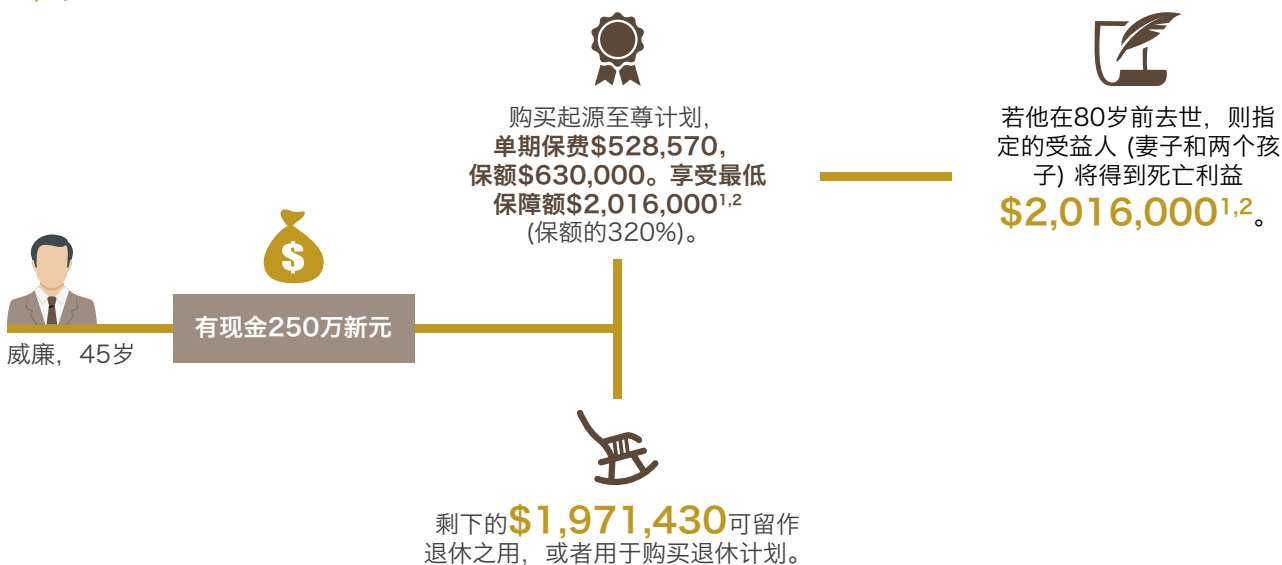 购买起源至尊计划,
单期保费$528,570,
保额$630,000。享受最低
保障额$2,016,000¹,²
(保额的320%)。
若他在80岁前去世, 则指
定的受益人 (妻子和两个孩
子) 将得到死亡利益
$2,016,000¹,²。
$
有现金250万新元
威廉, 45岁
剩下的$1,971,430可留作
退休之用, 或者用于购买退休计划。